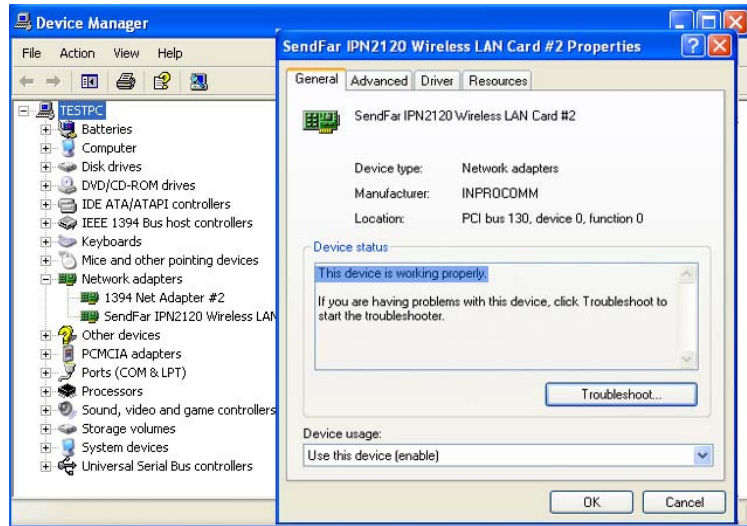 Device Manager
File Action View Help
TESTPC
Batteries
Computer
Disk drives
DVD/CD-ROM drives
IDE ATA/ATAPI controllers
IEEE 1394 Bus host controllers
Keyboards
Mice and other pointing devices
Network adapters
1394 Net Adapter #2
SendFar IPN2120 Wireless LAN
Other devices
PCMCIA adapters
Ports (COM & LPT)
Processors
Sound, video and game controllers
Storage volumes
System devices
Universal Serial Bus controllers
SendFar IPN2120 Wireless LAN Card #2 Properties
General Advanced Driver Resources
SendFar IPN2120 Wireless LAN Card #2
Device type: Network adapters
Manufacturer: INPROCOMM
Location: PCI bus 130, device 0, function 0
Device status
This device is working properly.
If you are having problems with this device, click Troubleshoot to
start the troubleshooter.
Troubleshoot...
Device usage:
Use this device (enable)
OK Cancel